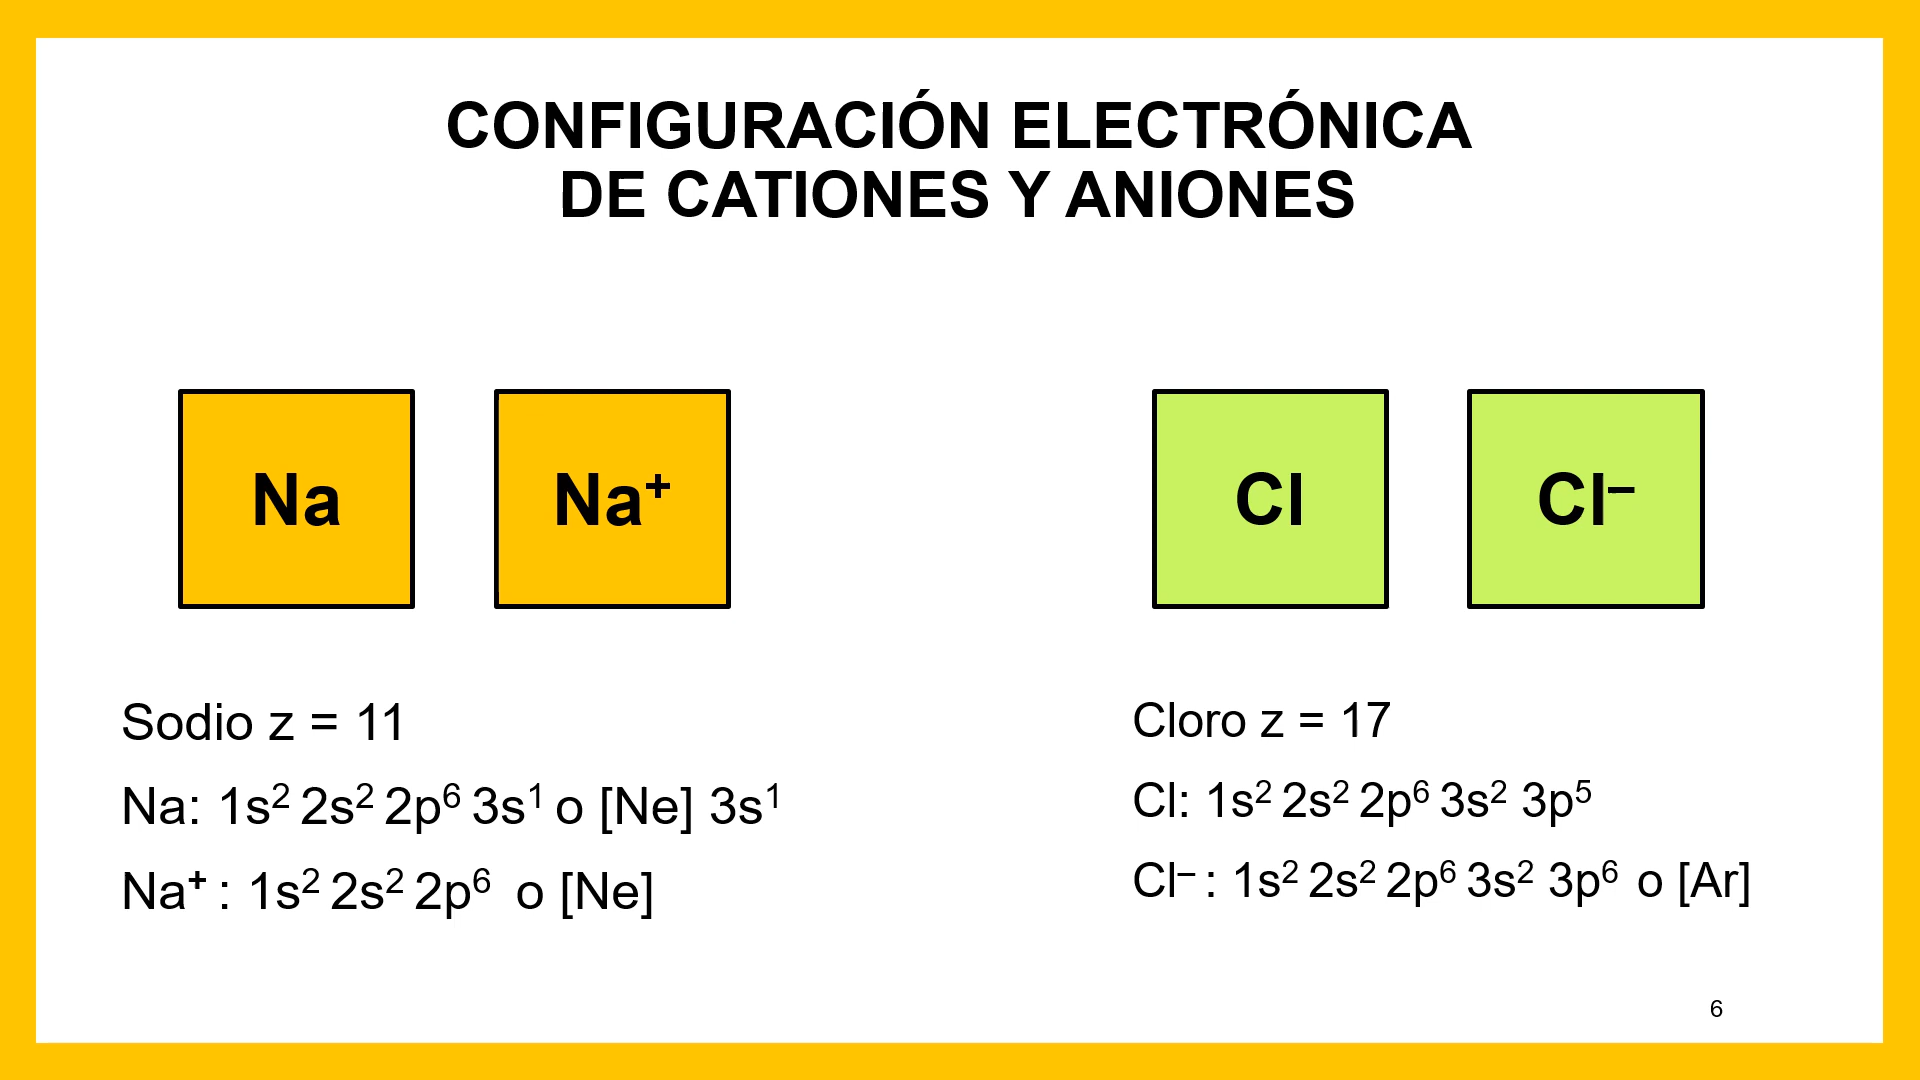 CONFIGURACIÓN ELECTRÓNICA
DE CATIONES Y ANIONES
Na
Na⁺
Cl
Cl⁻
Sodio z = 11
Na: 1s² 2s² 2p⁶ 3s¹ o [Ne] 3s¹
Na⁺ : 1s² 2s² 2p⁶ o [Ne]
Cloro z = 17
Cl: 1s² 2s² 2p⁶ 3s² 3p⁵
Cl⁻ : 1s² 2s² 2p⁶ 3s² 3p⁶ o [Ar]
6